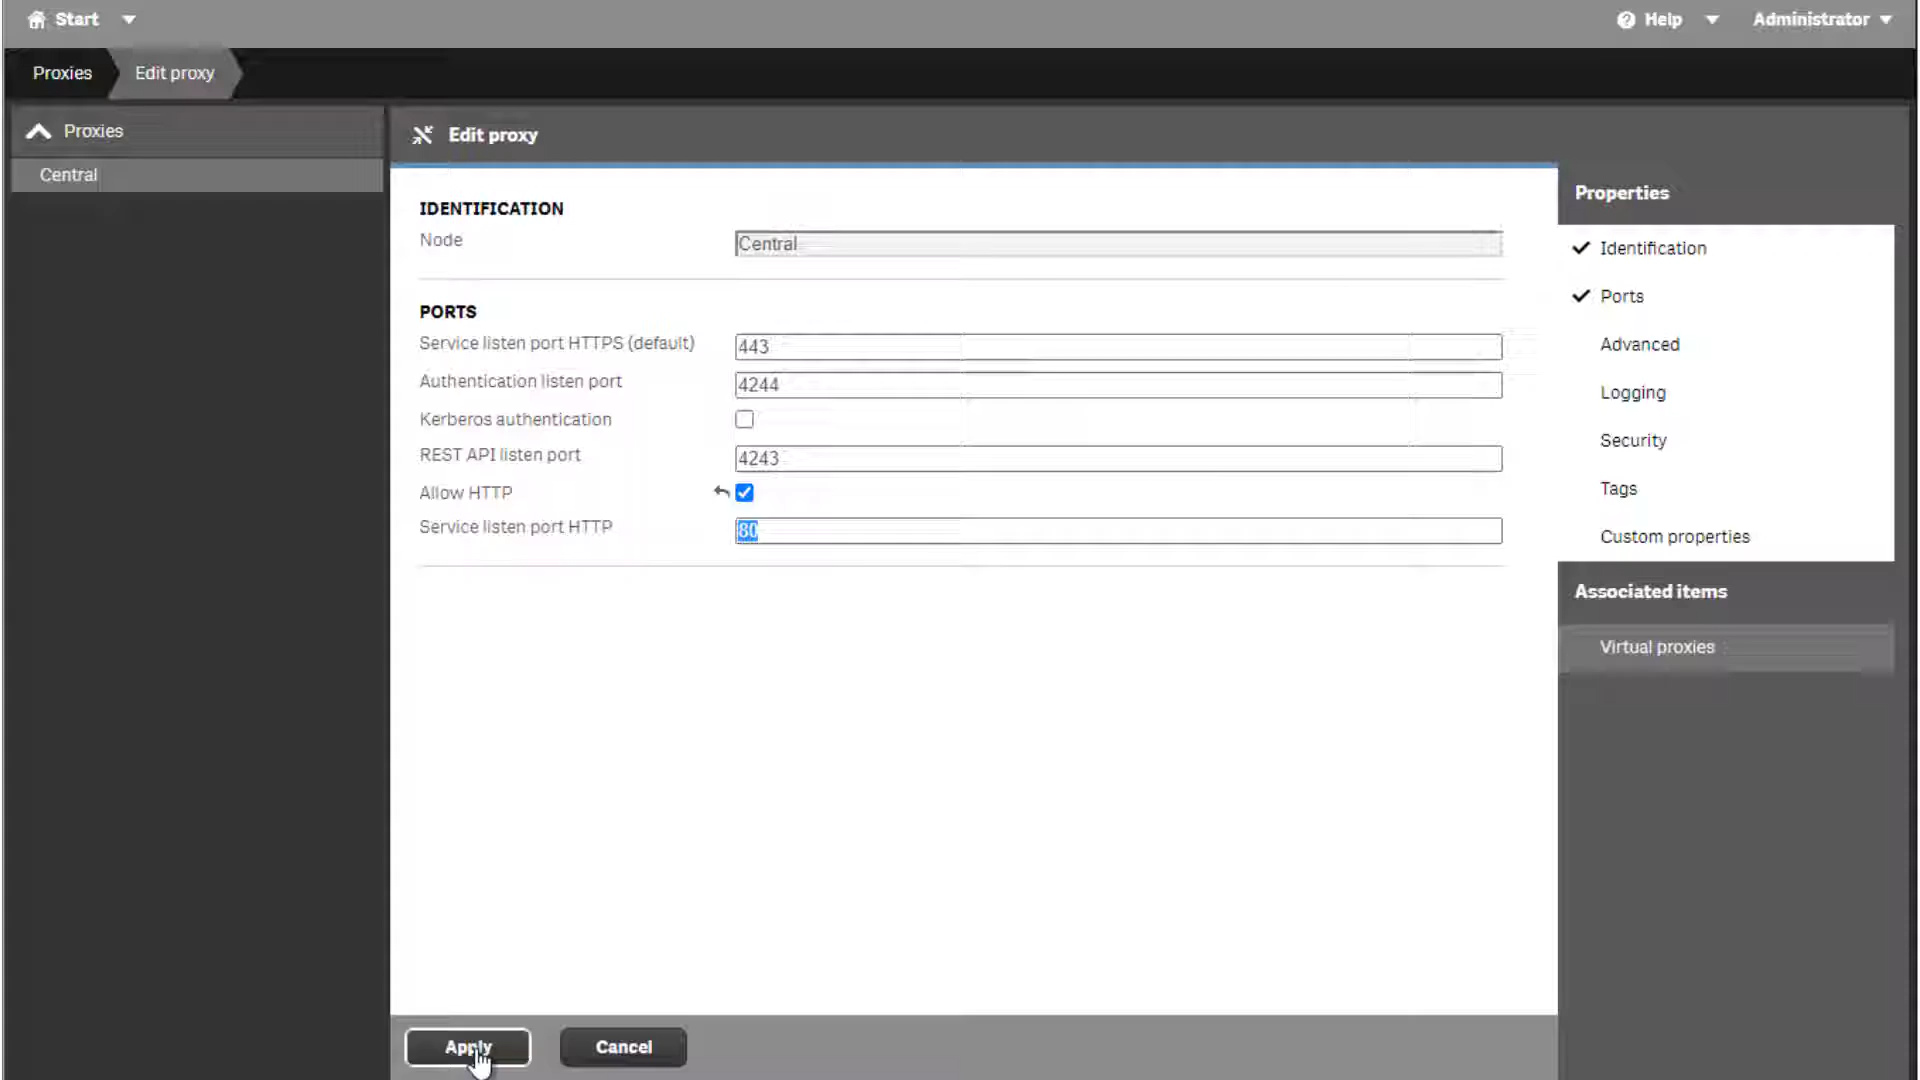 Start
Help
Administrator
Proxies
Edit proxy
Proxies
Central
Edit proxy
IDENTIFICATION
Node
Central
PORTS
Service listen port HTTPS (default)
443
Authentication listen port
4244
Kerberos authentication
REST API listen port
4243
Allow HTTP
Service listen port HTTP
80
Apply
Cancel
Properties
Identification
Ports
Advanced
Logging
Security
Tags
Custom properties
Associated items
Virtual proxies